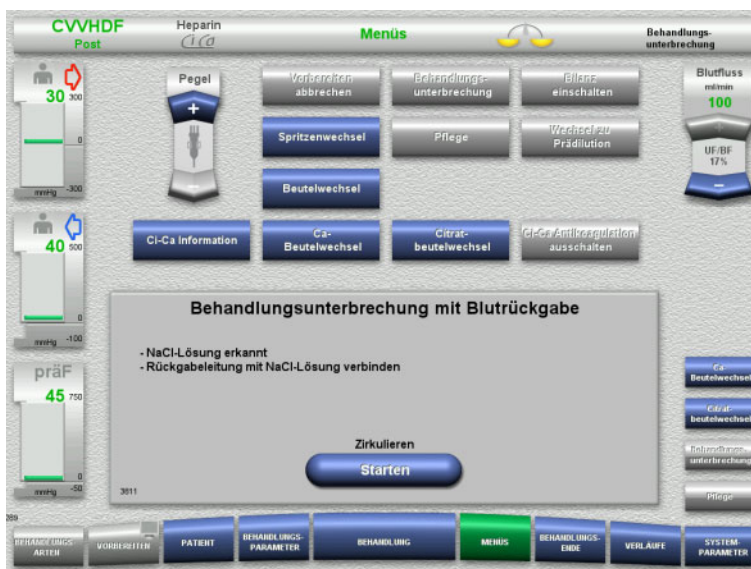 CVVHDF
Post
Heparin
Ci Ca
Menüs
Behandlungs-
unterbrechung
30
300
0
-300
mmHg
Pegel
+
Vorbereiten
abbrechen
Behandlungs-
unterbrechung
Bilanz
einschalten
Spritzenwechsel
Pflege
Wechsel zu
Prädilution
Beutelwechsel
Blutfluss
ml/min
100
UF/BF
17%
−
40
500
0
-100
mmHg
Ci-Ca Information
Ca-
Beutelwechsel
Citrat-
beutelwechsel
Ci-Ca Antikoagulation
ausschalten
Behandlungsunterbrechung mit Blutrückgabe
- NaCl-Lösung erkannt
- Rückgabeleitung mit NaCl-Lösung verbinden
Zirkulieren
Starten
3811
präF
45
750
0
-50
mmHg
Ca-
Beutelwechsel
Citrat-
beutelwechsel
Behandlungs-
unterbrechung
Pflege
BEHANDLUNGS-
ARTEN
VORBEREITEN
PATIENT
BEHANDLUNGS-
PARAMETER
BEHANDLUNG
MENÜS
BEHANDLUNGS-
ENDE
VERLÄUFE
SYSTEM-
PARAMETER